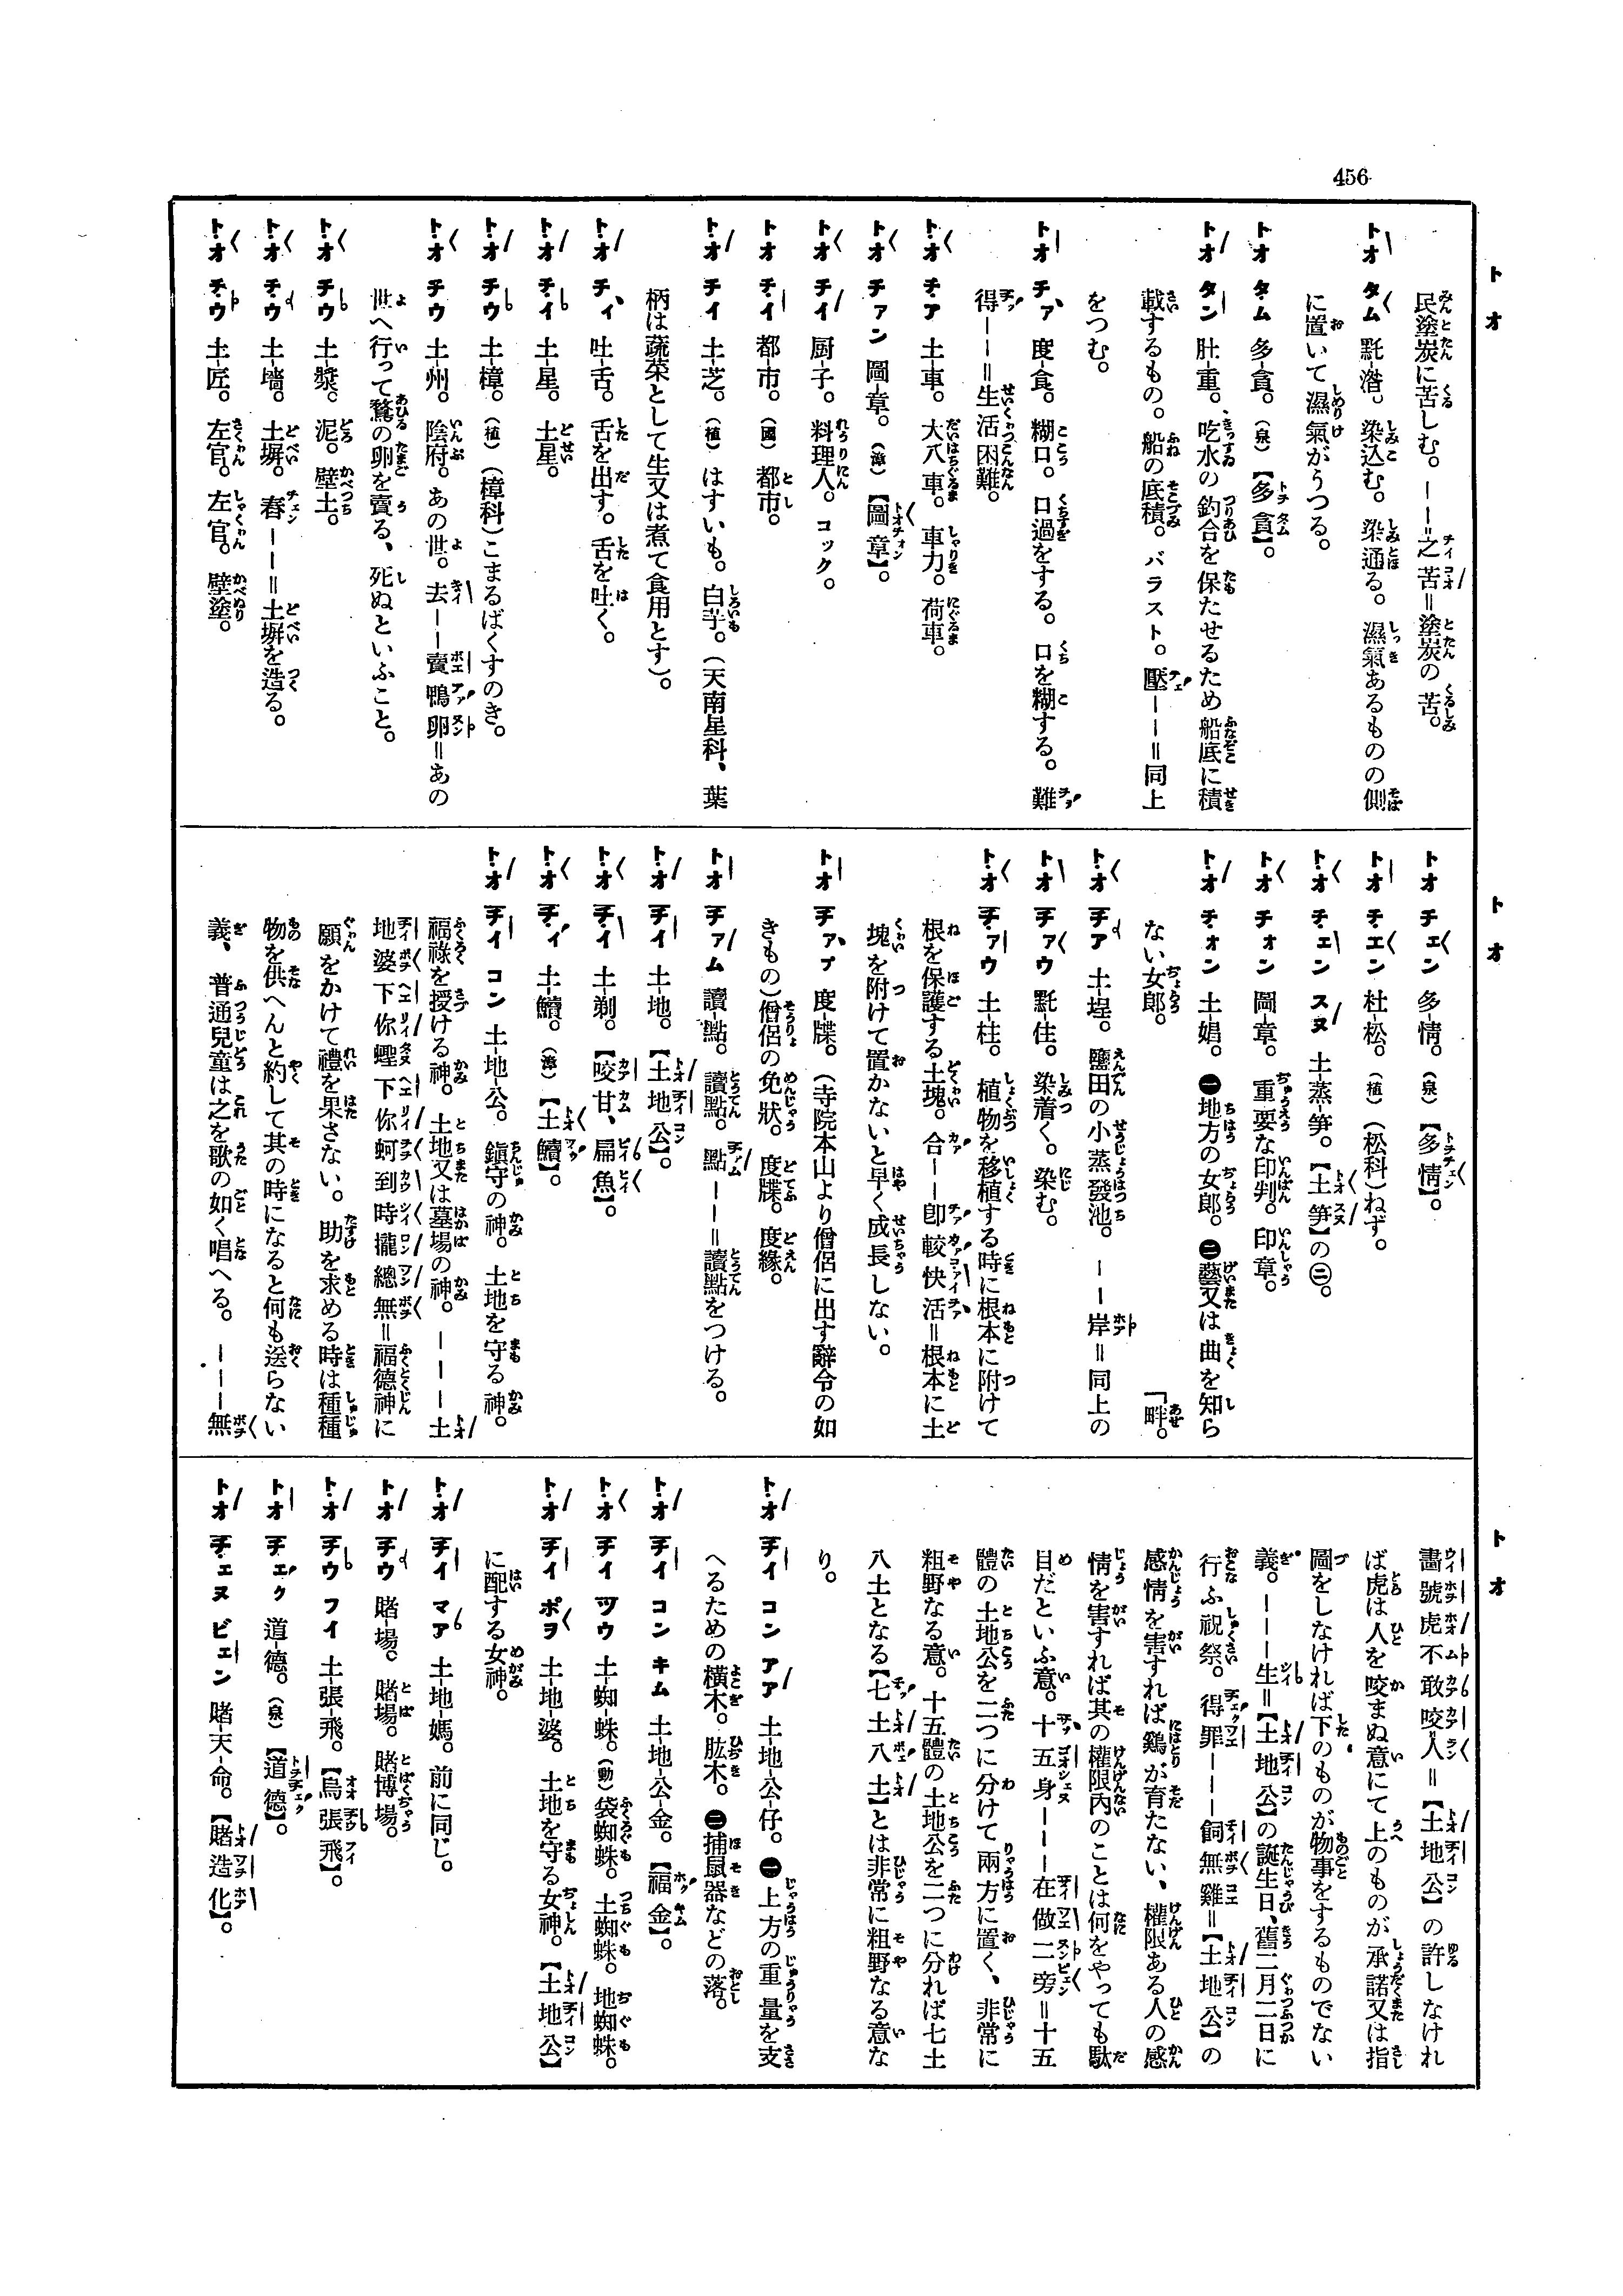 456
トオ
民塗炭に苦しむ。｜｜之苦＝塗炭の苦。
トオ タム 黗-潛。染込む。染通る。濕氣あるものの側
に置いて濕氣がうつる。
トオ タム 多-貪。(泉)【多貪】。
トオ タン 肚-重。吃水の釣合を保たせるため船底に積
載するもの。船の底積。バラスト。壓｜｜＝同上
をつむ。
トオ チァ 度-食。糊口。口過をする。口を糊する。難
得｜｜＝生活困難。
トオ チア 土-車。大八車。車力。荷車。
トオ チァン 圖-章。(漳)【圖章】。
トオ チイ 厨-子。料理人。コック。
トオ チイ 都-市。(國)都市。
トオ チイ 土-芝。(植)はすいも。白芋。(天南星科、葉
柄は蔬菜として生又は煮て食用とす)。
トオ チィ 吐-舌。舌を出す。舌を吐く。
トオ チイ 土-星。土星。
トオ チウ 土-樟。(植)(樟科)こまるばくすのき。
トオ チウ 土-州。陰府。あの世。去｜｜賣鴨卵＝あの
世へ行って鶩の卵を賣る、死ぬといふこと。
トオ チウ 土-漿。泥。壁土。
トオ チウ 土-墻。土塀。舂｜｜＝土塀を造る。
トオ チウ 土-匠。左官。左官。壁塗。
トオ
トオ チェン 多-情。(泉)【多情】。
トオ チェン 杜-松。(植)(松科)ねず。
トオ チェン スヌ 土-蒸-笋。【土笋】の㊁。
トオ チォン 圖-章。重要な印判。印章。
トオ チォン 土-娼。㊀地方の女郎。㊁藝又は曲を知ら
ない女郎。
「畔。
トオ チア 土-埕。鹽田の小蒸發池。｜｜岸＝同上の
トオ チァウ 黗-住。染着く。染む。
トオ チァウ 土-柱。植物を移植する時に根本に附けて
根を保護する土塊。合｜｜卽較快活＝根本に土
塊を附けて置かないと早く成長しない。
トオ チァプ 度-牒。(寺院本山より僧侶に出す辭令の如
きもの)僧侶の免狀。度牒。度緣。
トオ チァム 讀-點。讀點。點｜｜＝讀點をつける。
トオ チイ 土-地。【土地公】。
トオ チイ 土-剃。【咬甘、扁魚】。
トオ チィ 土-鱝。(漳)【土鱝】。
トオ チイ コン 土-地-公。鎭守の神。土地を守る神。
福祿を授ける神。土地又は墓場の神。｜｜｜土
地婆下你蟶下你蚵到時攏總無＝福德神に
願をかけて禮を果さない。助を求める時は種種
物を供へんと約して其の時になると何も送らない
義、普通兒童は之を歌の如く唱へる。｜｜｜無
トオ
畫號虎不敢咬人＝【土地公】の許しなけれ
ば虎は人を咬まぬ意にて上のものが承諾又は指
圖をしなければ下のものが物事をするものでない
義。｜｜｜生＝【土地公】の誕生日、舊二月二日に
行ふ祝祭。得罪｜｜｜飼無雞＝【土地公】の
感情を害すれば鷄が育たない、權限ある人の感
情を害すれば其の權限內のことは何をやっても駄
目だといふ意。十五身｜｜｜在做二旁＝十五
體の土地公を二つに分けて兩方に置く、非常に
粗野なる意。十五體の土地公を二つに分れば七土
八土となる【七土八土】とは非常に粗野なる意な
り。
トオ チイ コン アア 土-地-公-仔。㊀上方の重量を支
へるための橫木。肱木。㊁捕鼠器などの落。
トオ チイ コン キム 土-地-公-金。【福金】。
トオ チイ ツウ 土-蜘-蛛。(動)袋蜘蛛。土蜘蛛。地蜘蛛。
トオ チイ ポヲ 土-地-婆。土地を守る女神。【土地公】
に配する女神。
トオ チイ マア 土-地-媽。前に同じ。
トオ チウ 賭-場。賭場。賭博場。
トオ チウ フイ 土-張-飛。【烏張飛】。
トオ チェク 道-德。(泉)【道德】。
トオ チェヌ ビェン 賭-天-命。【賭造化】。